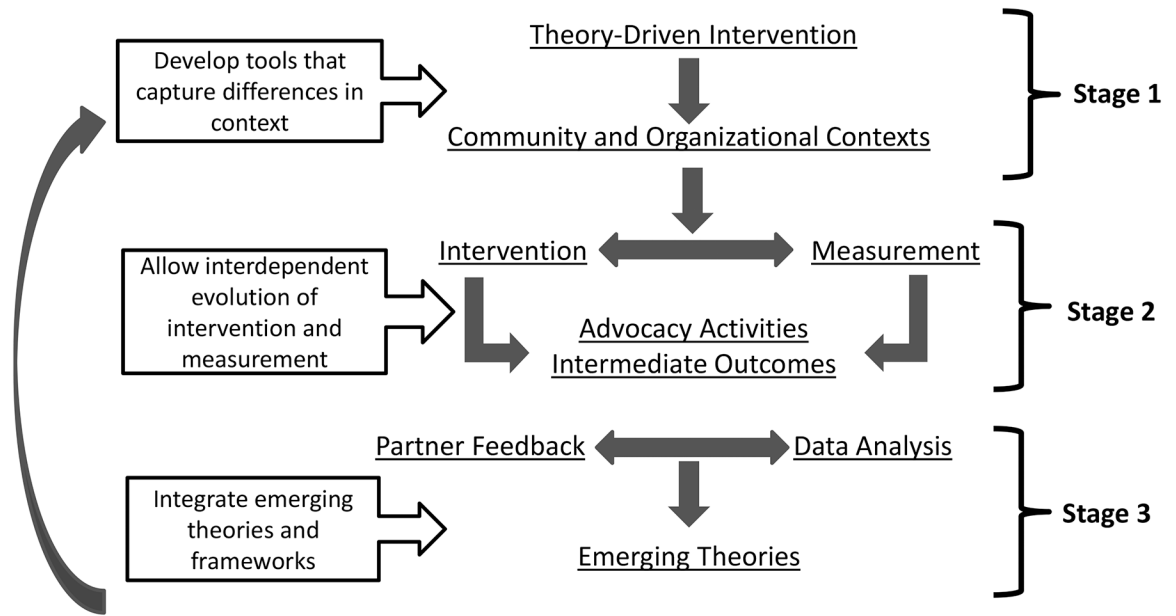 Theory-Driven Intervention
Develop tools that
capture differences in
context
Stage 1
Community and Organizational Contexts
Intervention
Measurement
Allow interdependent
evolution of
intervention and
measurement
Stage 2
Advocacy Activities
Intermediate Outcomes
Partner Feedback
Data Analysis
Integrate emerging
theories and
frameworks
Stage 3
Emerging Theories